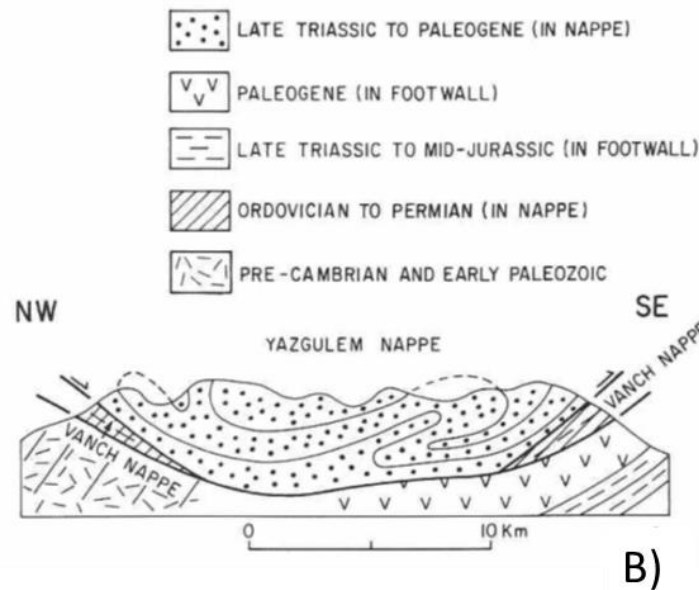 LATE TRIASSIC TO PALEOGENE (IN NAPPE)
PALEOGENE (IN FOOTWALL)
LATE TRIASSIC TO MID-JURASSIC (IN FOOTWALL)
ORDOVICIAN TO PERMIAN (IN NAPPE)
PRE-CAMBRIAN AND EARLY PALEOZOIC
NW
SE
YAZGULEM NAPPE
VANCH NAPPE
VANCH NAPPE
0
10 Km
B)